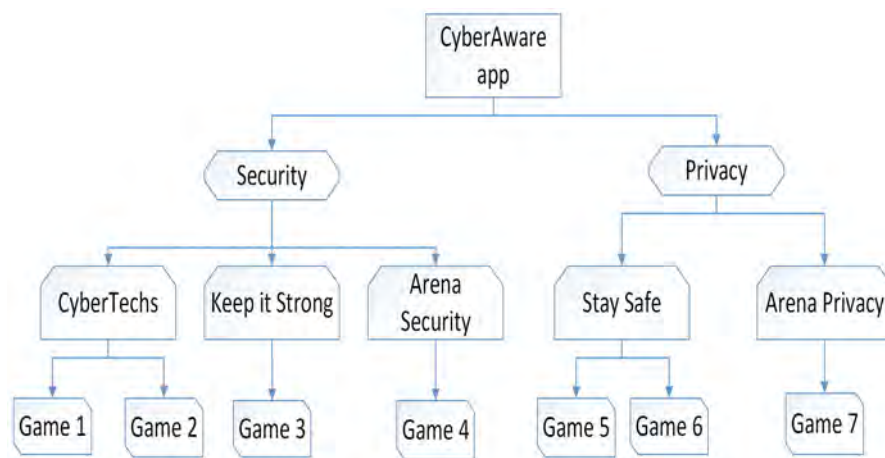 CyberAware
app
Security
Privacy
CyberTechs
Keep it Strong
Arena
Security
Stay Safe
Arena Privacy
Game 1
Game 2
Game 3
Game 4
Game 5
Game 6
Game 7